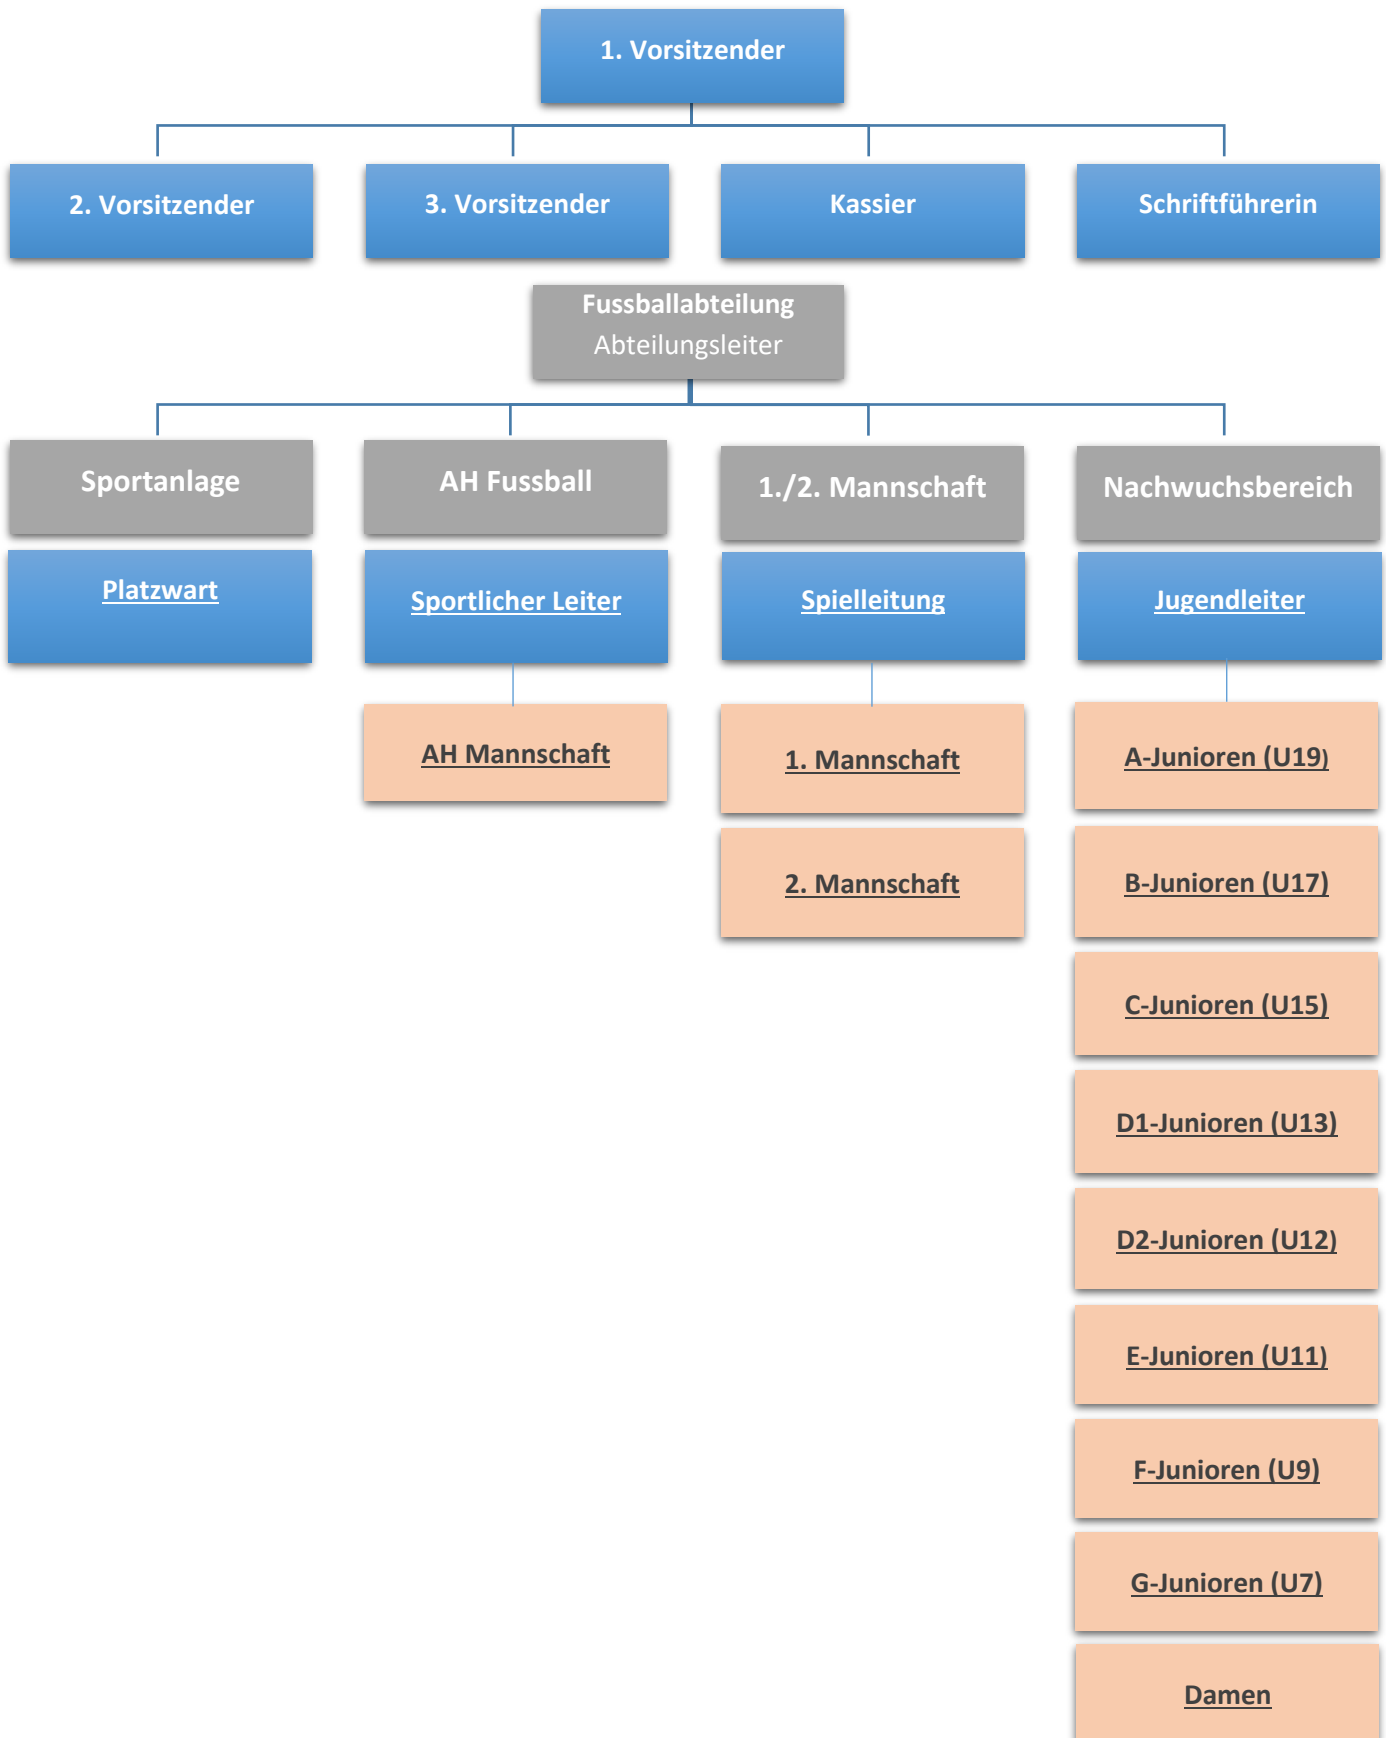 1. Vorsitzender
2. Vorsitzender
3. Vorsitzender
Kassier
Schriftführerin
Fussballabteilung
Abteilungsleiter
Sportanlage
AH Fussball
1./2. Mannschaft
Nachwuchsbereich
Platzwart
Sportlicher Leiter
Spielleitung
Jugendleiter
AH Mannschaft
1. Mannschaft
2. Mannschaft
A-Junioren (U19)
B-Junioren (U17)
C-Junioren (U15)
D1-Junioren (U13)
D2-Junioren (U12)
E-Junioren (U11)
F-Junioren (U9)
G-Junioren (U7)
Damen